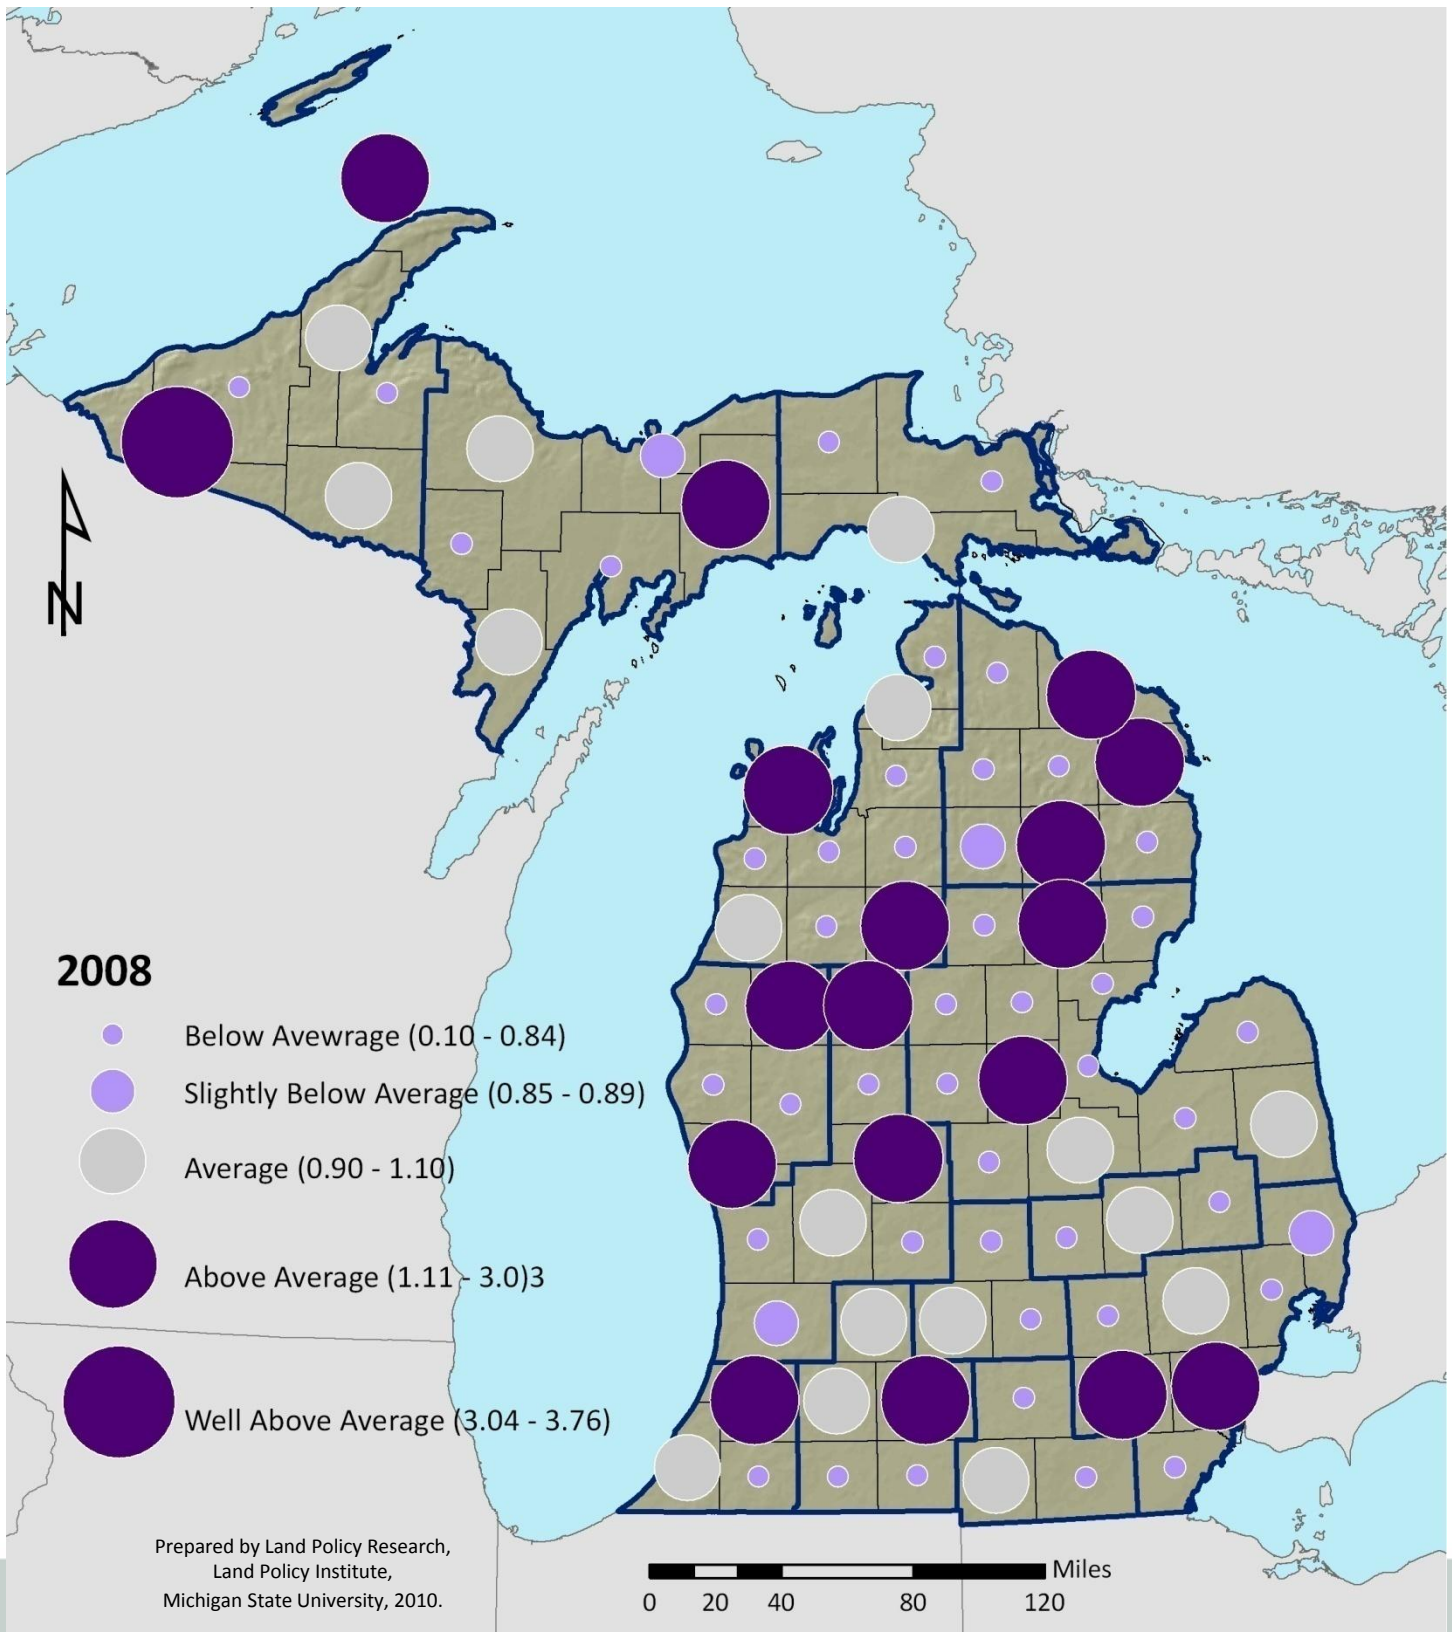 N
2008
Below Avewrage (0.10 - 0.84)
Slightly Below Average (0.85 - 0.89)
Average (0.90 - 1.10)
Above Average (1.11 - 3.0)3
Well Above Average (3.04 - 3.76)
Prepared by Land Policy Research,
Land Policy Institute,
Michigan State University, 2010.
Miles
0 20 40 80 120